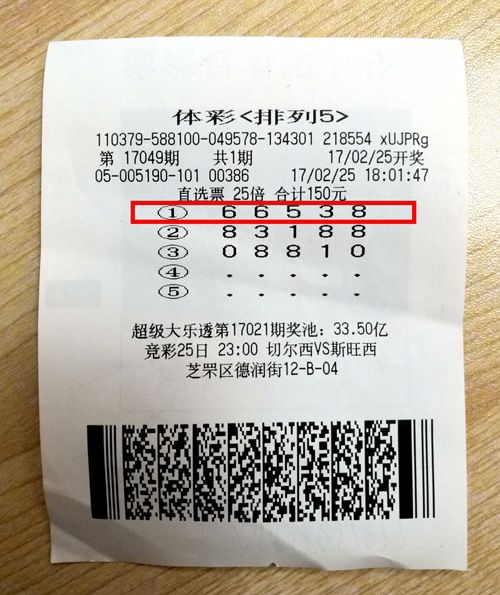 体彩<排列5>
110379-588100-049578-134301 218554 xUJPRg
第 17049期 共1期 17/02/25开奖
05-005190-101 00386 17/02/25 18:01:47
直选票 25倍 合计150元
① 6 6 5 3 8
② 8 3 1 8 8
③ 0 8 8 1 0
④ . . . . .
⑤ . . . . .
超级大乐透第17021期奖池：33.50亿
竞彩25日 23:00 切尔西VS斯旺西
芝罘区德润街12-B-04